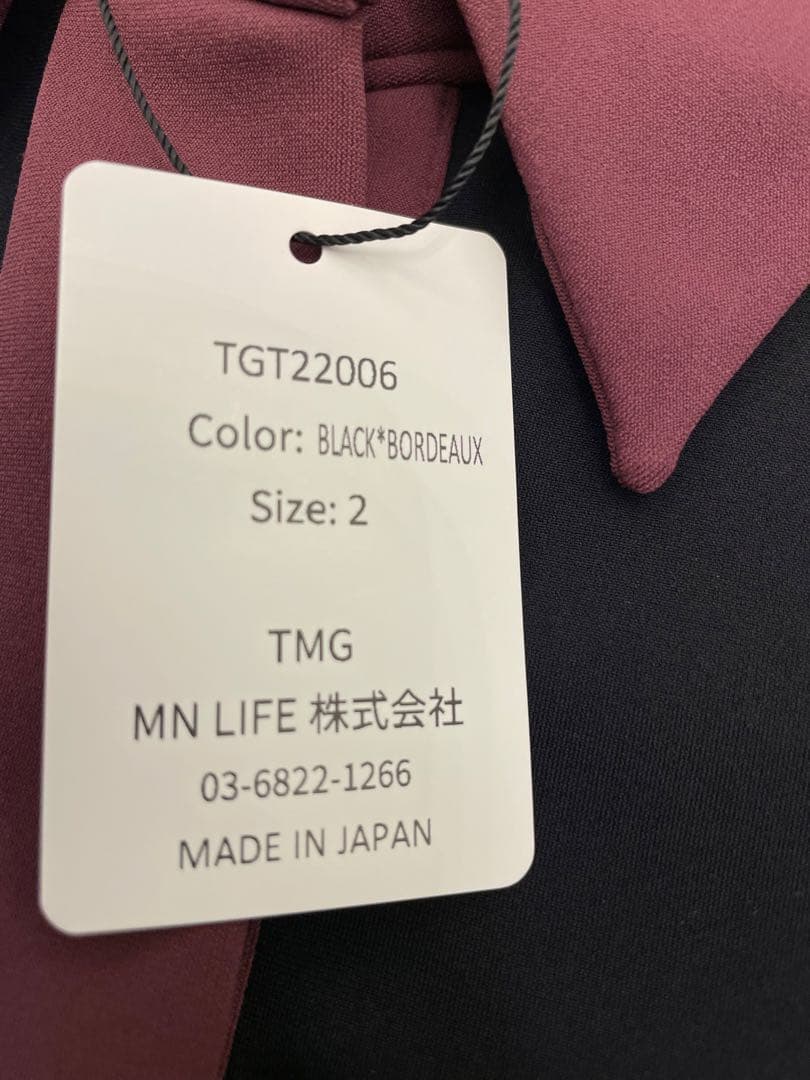 TGT22006
Color: BLACK*BORDEAUX
Size: 2
TMG
MN LIFE 株式会社
03-6822-1266
MADE IN JAPAN